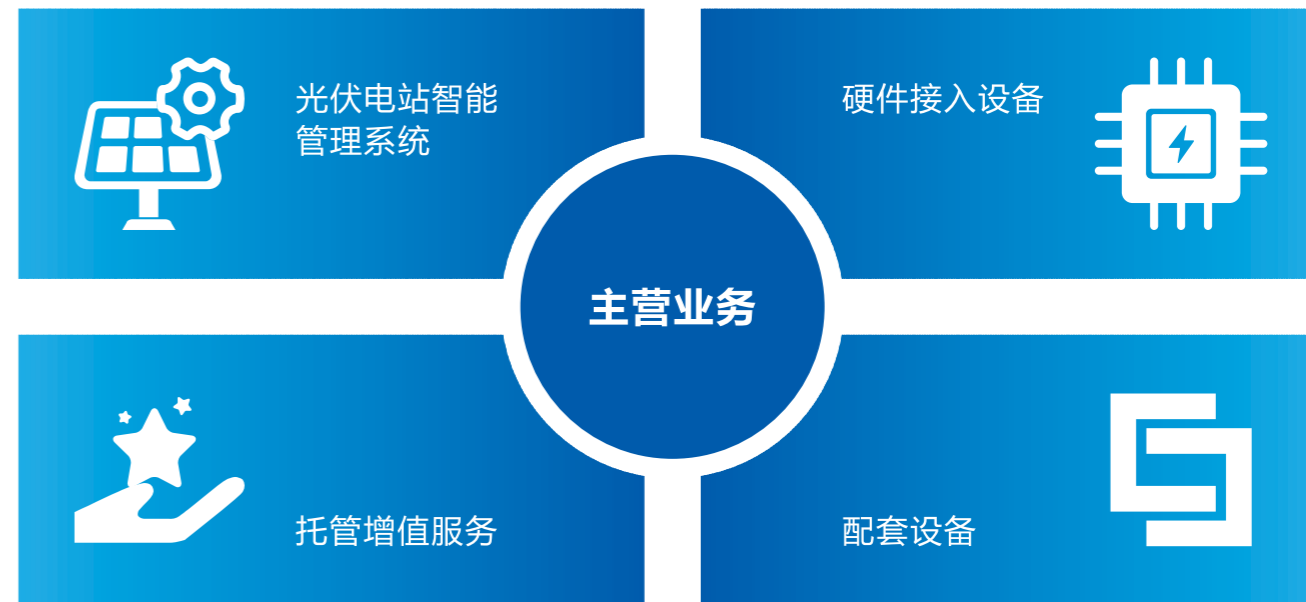 光伏电站智能
管理系统
硬件接入设备
主营业务
托管增值服务
配套设备